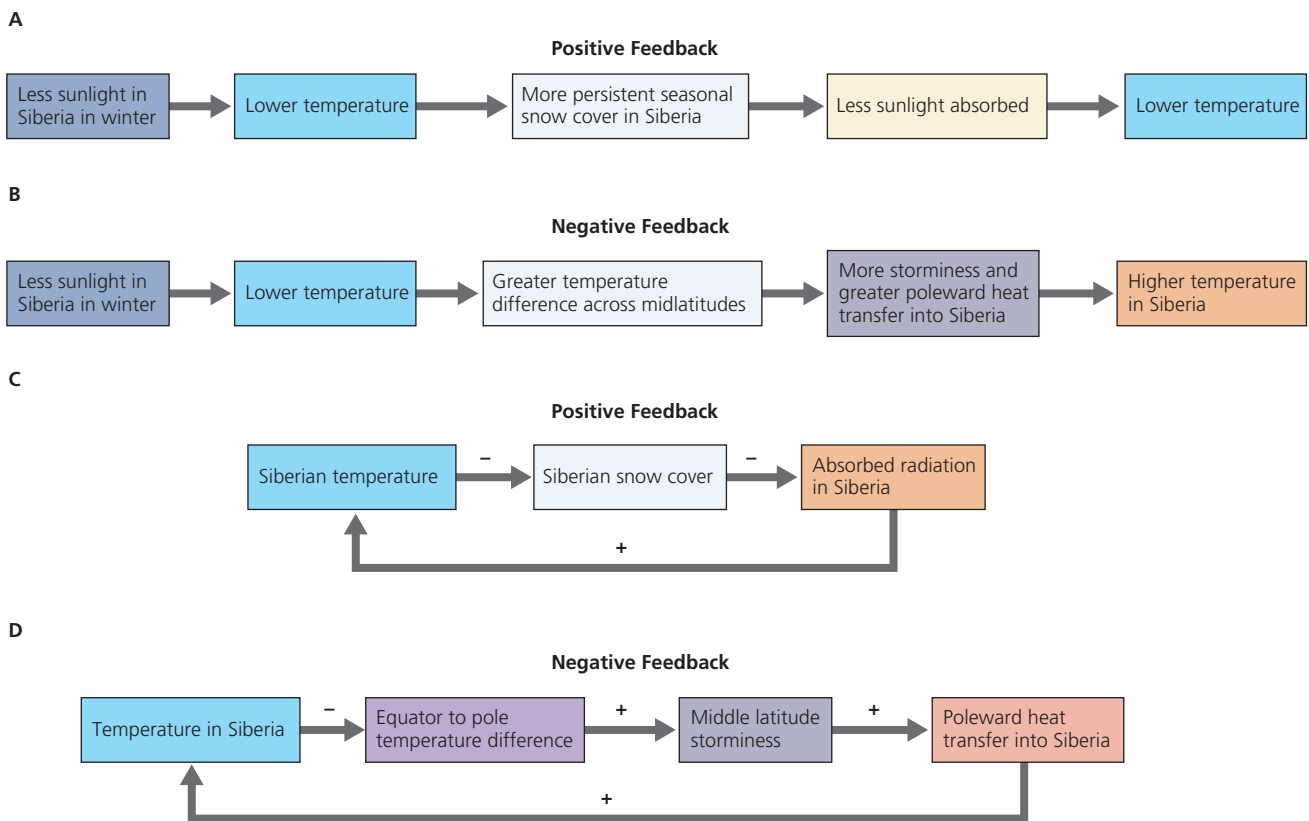 A
Positive Feedback
Less sunlight in
Siberia in winter
Lower temperature
More persistent seasonal
snow cover in Siberia
Less sunlight absorbed
Lower temperature
B
Negative Feedback
Less sunlight in
Siberia in winter
Lower temperature
Greater temperature
difference across midlatitudes
More storminess and
greater poleward heat
transfer into Siberia
Higher temperature
in Siberia
C
Positive Feedback
Siberian temperature
–
Siberian snow cover
–
Absorbed radiation
in Siberia
+
D
Negative Feedback
Temperature in Siberia
–
Equator to pole
temperature difference
+
Middle latitude
storminess
+
Poleward heat
transfer into Siberia
+